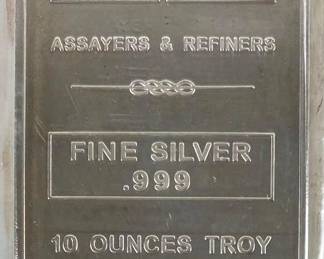 ASSAYERS & REFINERS
FINE SILVER
.999
10 OUNCES TROY